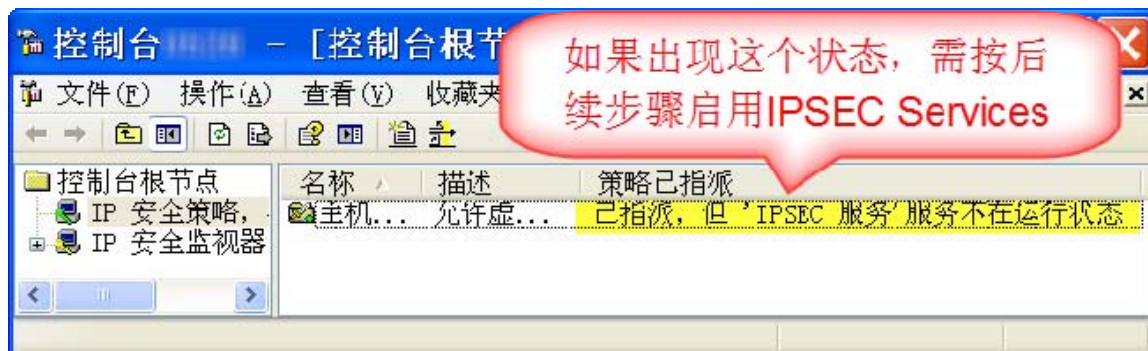 控制台 - [控制台根节
如果出现这个状态，需按后
续步骤启用IPSEC Services
文件(F) 操作(A) 查看(V) 收藏夹
控制台根节点
名称 描述 策略已指派
IP 安全策略，
主机... 允许虚... 已指派，但 'IPSEC 服务'服务不在运行状态
IP 安全监视器